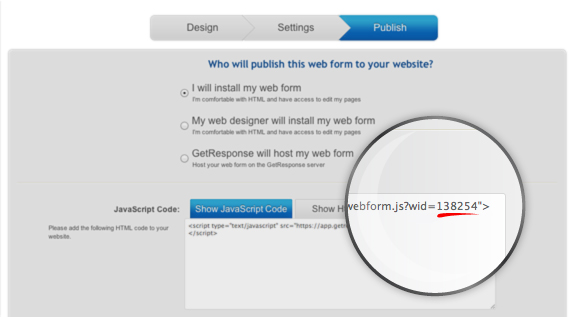 Design Settings Publish
Who will publish this web form to your website?
I will install my web form
I'm comfortable with HTML and have access to edit my pages
My web designer will install my web form
I'm comfortable with HTML and have access to edit my pages
GetResponse will host my web form
Host your web form on the GetResponse server
webform.js?wid=138254">
JavaScript Code: Show JavaScript Code Show H
Please add the following HTML code to your
website.
<script type="text/javascript" src="https://app.getr
</script>